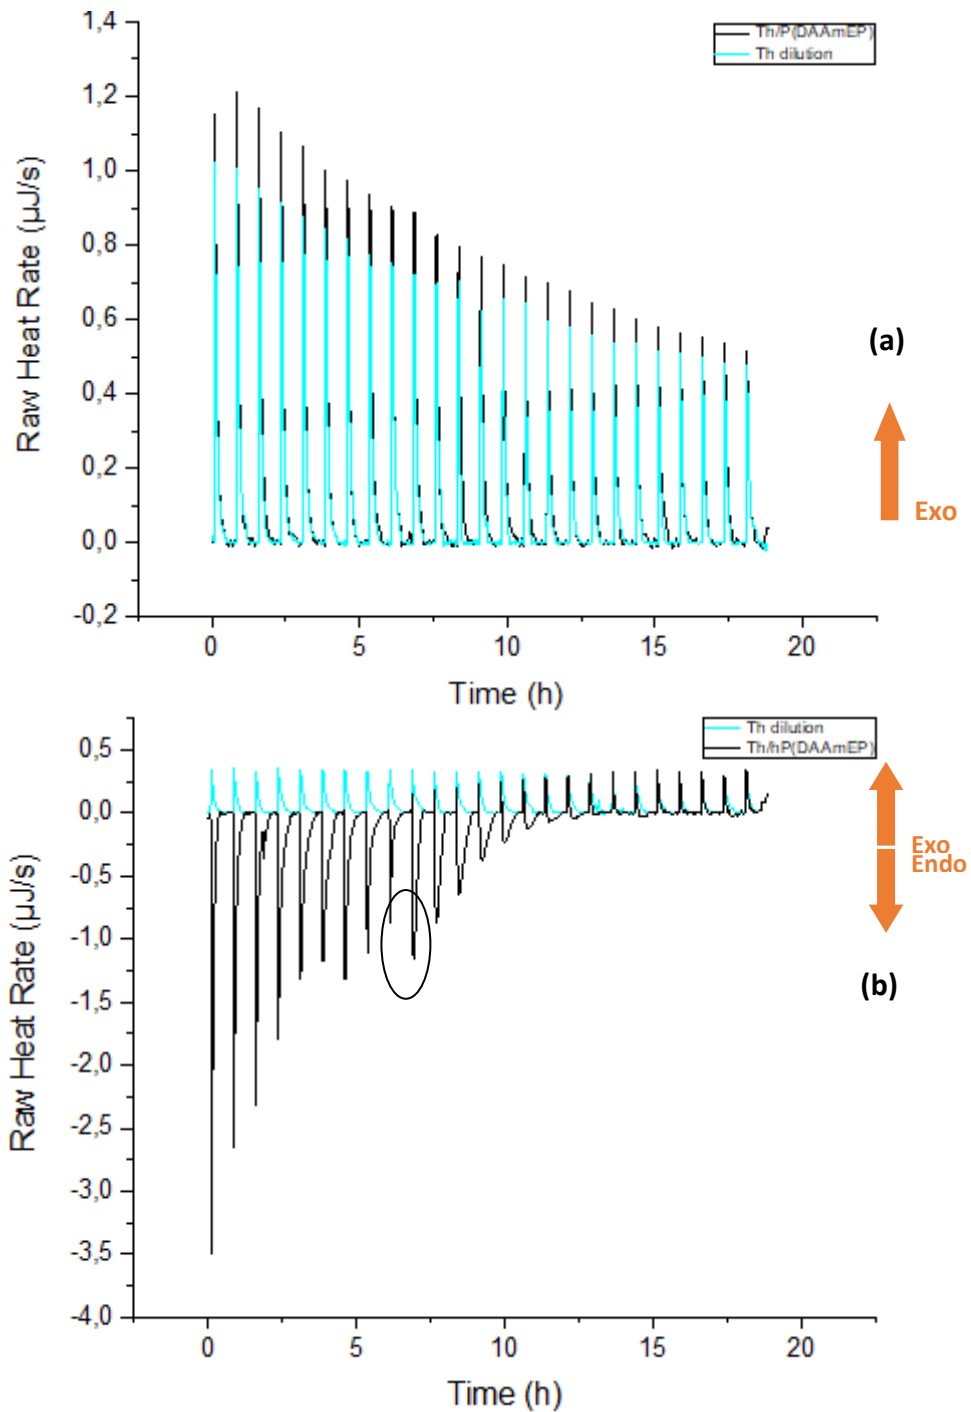 1,4
1,2
1,0
0,8
0,6
0,4
0,2
0,0
-0,2
Raw Heat Rate (µJ/s)
Th/P(DAAmEP)
Th dilution
(a)
Exo
0
5
10
15
20
Time (h)
0,5
0,0
-0,5
-1,0
-1,5
-2,0
-2,5
-3,0
-3,5
-4,0
Raw Heat Rate (µJ/s)
Th dilution
Th/hP(DAAmEP)
Exo
Endo
(b)
0
5
10
15
20
Time (h)